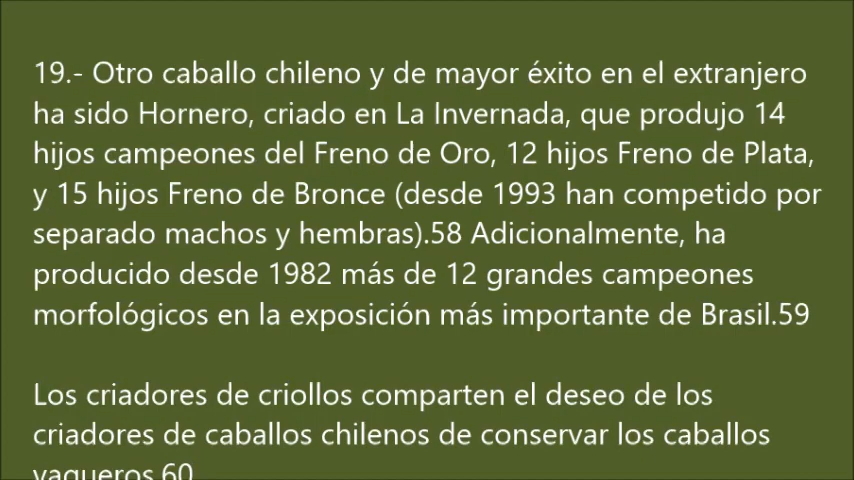 19.- Otro caballo chileno y de mayor éxito en el extranjero
ha sido Hornero, criado en La Invernada, que produjo 14
hijos campeones del Freno de Oro, 12 hijos Freno de Plata,
y 15 hijos Freno de Bronce (desde 1993 han competido por
separado machos y hembras).58 Adicionalmente, ha
producido desde 1982 más de 12 grandes campeones
morfológicos en la exposición más importante de Brasil.59
Los criadores de criollos comparten el deseo de los
criadores de caballos chilenos de conservar los caballos
vaqueros.60